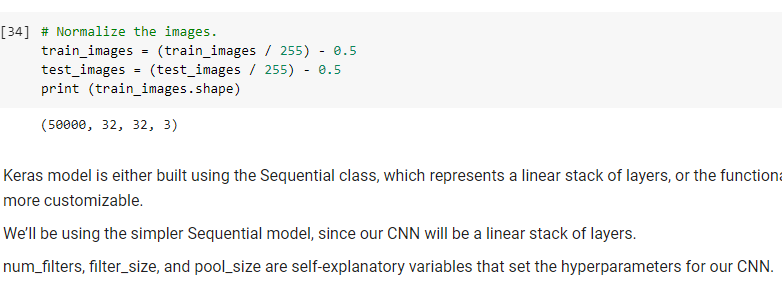 [34] # Normalize the images.
train_images = (train_images / 255) - 0.5
test_images = (test_images / 255) - 0.5
print (train_images.shape)
(50000, 32, 32, 3)
Keras model is either built using the Sequential class, which represents a linear stack of layers, or the functiona
more customizable.
We’ll be using the simpler Sequential model, since our CNN will be a linear stack of layers.
num_filters, filter_size, and pool_size are self-explanatory variables that set the hyperparameters for our CNN.